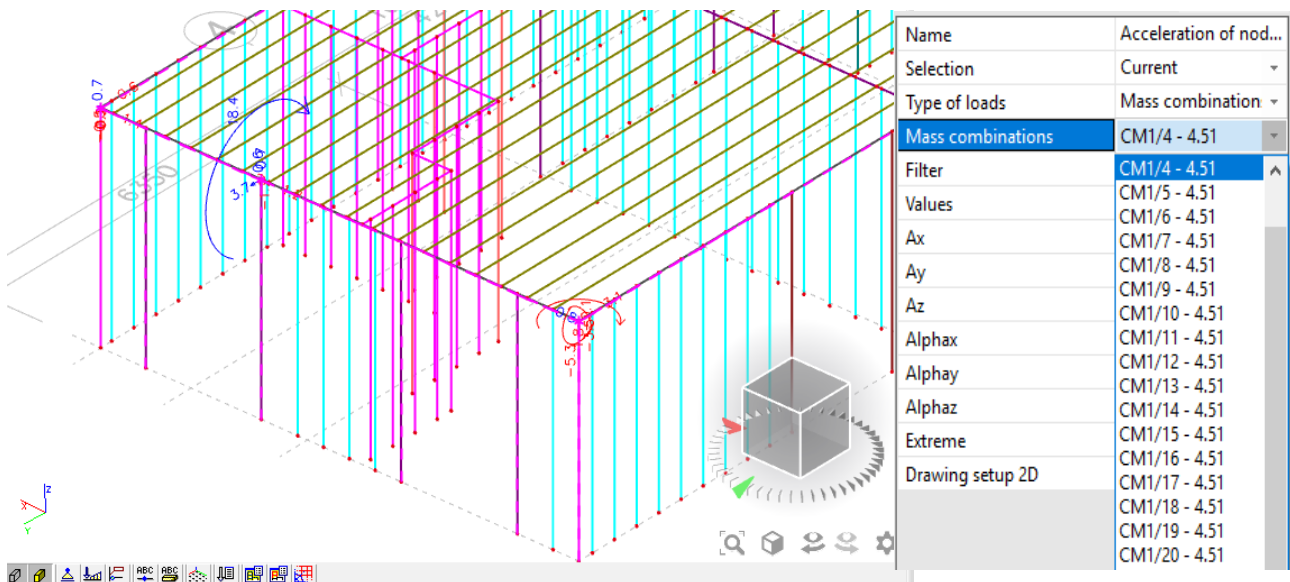 A
6350
0.7
18.4
3.7
-5.3
z
x
Y
ABC
ABC
Name Acceleration of nod...
Selection Current
Type of loads Mass combination
Mass combinations CM1/4 - 4.51
Filter
Values
Ax
Ay
Az
Alphax
Alphay
Alphaz
Extreme
Drawing setup 2D
CM1/4 - 4.51
CM1/5 - 4.51
CM1/6 - 4.51
CM1/7 - 4.51
CM1/8 - 4.51
CM1/9 - 4.51
CM1/10 - 4.51
CM1/11 - 4.51
CM1/12 - 4.51
CM1/13 - 4.51
CM1/14 - 4.51
CM1/15 - 4.51
CM1/16 - 4.51
CM1/17 - 4.51
CM1/18 - 4.51
CM1/19 - 4.51
CM1/20 - 4.51